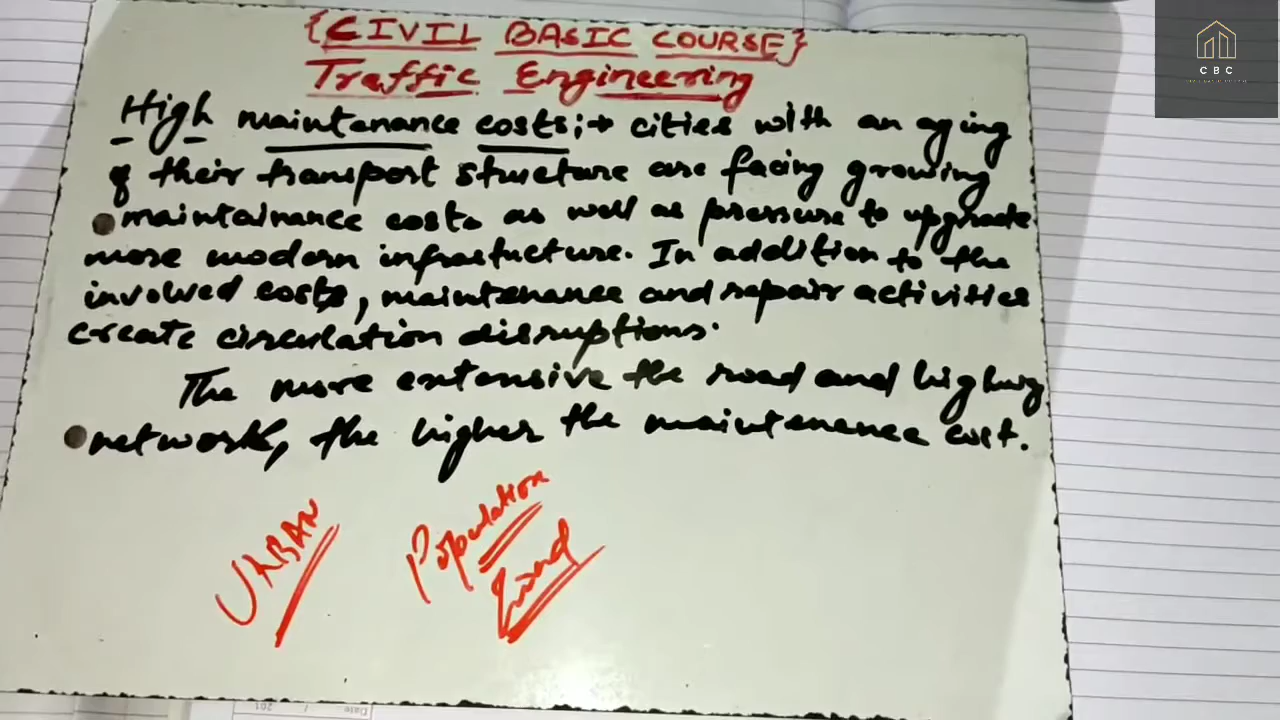 {CIVIL BASIC COURSE}
Traffic Engineering
High maintenance costs;→ cities with an aging
of their transport structure are facing growing
maintainance costs as well as pressure to upgrade
more modern infrastucture. In addition to the
involved costs, maintenance and repair activities
create circulation disruptions.
The more extensive the road and highway
network, the higher the maintenance cost.
URBAN
Population
CBC
Date / / 201